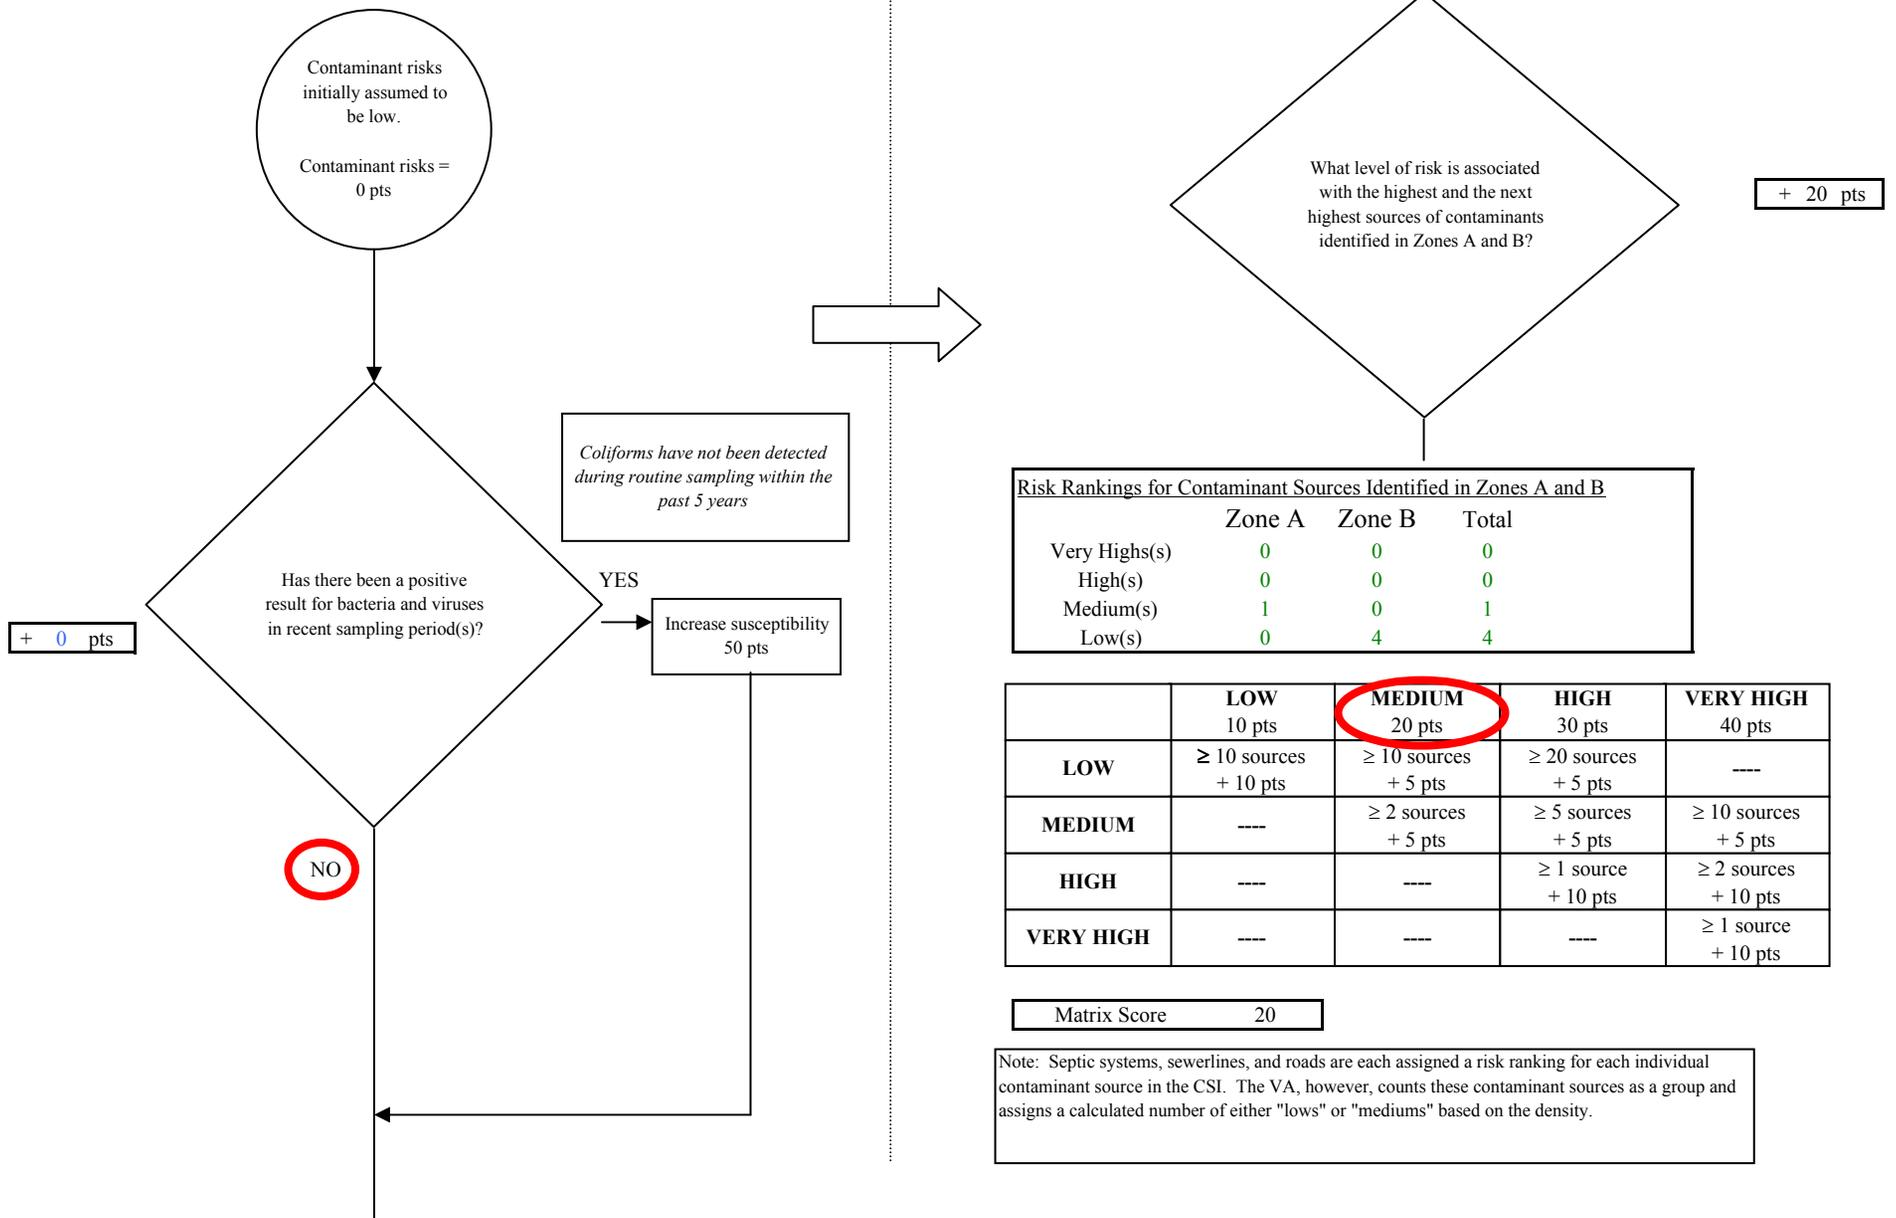 Contaminant risks
initially assumed to
be low.
Contaminant risks =
0 pts
Coliforms have not been detected
during routine sampling within the
past 5 years
Has there been a positive
result for bacteria and viruses
in recent sampling period(s)?
YES
Increase susceptibility
50 pts
+ 0 pts
NO
What level of risk is associated
with the highest and the next
highest sources of contaminants
identified in Zones A and B?
+ 20 pts
Risk Rankings for Contaminant Sources Identified in Zones A and B
Zone A Zone B Total
Very Highs(s) 0 0 0
High(s) 0 0 0
Medium(s) 1 0 1
Low(s) 0 4 4
LOW MEDIUM HIGH VERY HIGH
10 pts 20 pts 30 pts 40 pts
LOW ≥ 10 sources ≥ 10 sources ≥ 20 sources ----
+ 10 pts + 5 pts + 5 pts
MEDIUM ---- ≥ 2 sources ≥ 5 sources ≥ 10 sources
+ 5 pts + 5 pts + 5 pts
HIGH ---- ---- ≥ 1 source ≥ 2 sources
+ 10 pts + 10 pts
VERY HIGH ---- ---- ---- ≥ 1 source
+ 10 pts
Matrix Score 20
Note: Septic systems, sewerlines, and roads are each assigned a risk ranking for each individual
contaminant source in the CSI. The VA, however, counts these contaminant sources as a group and
assigns a calculated number of either "lows" or "mediums" based on the density.